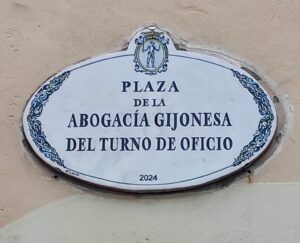 PLAZA
DE LA
ABOGACÍA GIJONESA
DEL TURNO DE OFICIO
2024